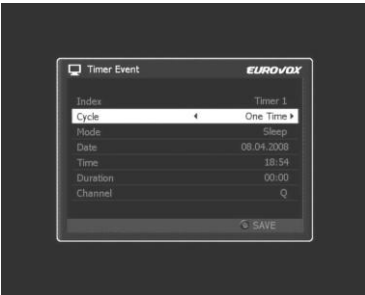 Timer Event EUROVOX
Index Timer 1
Cycle One Time
Mode Sleep
Date 08.04.2008
Time 18:54
Duration 00:00
Channel Q
SAVE